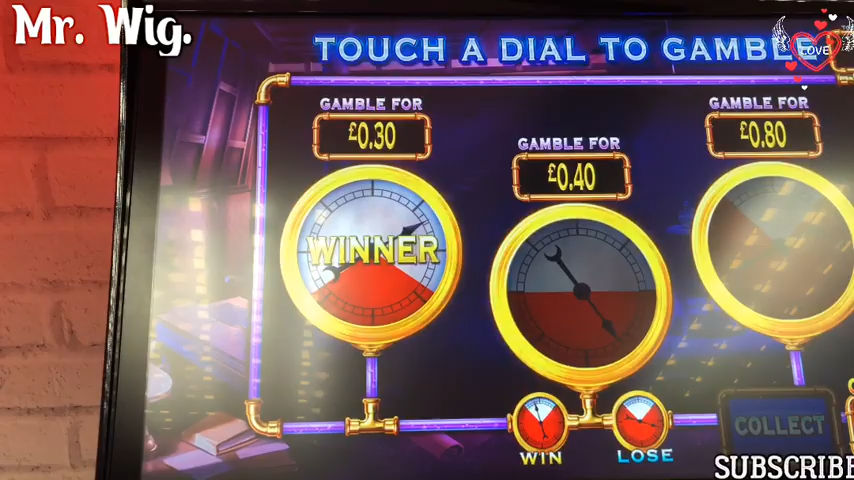 Mr. Wig.
LOVE
TOUCH A DIAL TO GAMBLE
GAMBLE FOR
£0.30
GAMBLE FOR
£0.40
GAMBLE FOR
£0.80
WINNER
WIN
LOSE
COLLECT
SUBSCRIBE